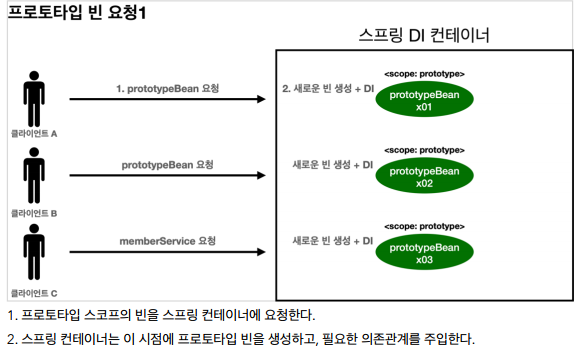 프로토타입 빈 요청1
스프링 DI 컨테이너
클라이언트 A
1. prototypeBean 요청
2. 새로운 빈 생성 + DI
<scope: prototype>
prototypeBean
x01
클라이언트 B
prototypeBean 요청
새로운 빈 생성 + DI
<scope: prototype>
prototypeBean
x02
클라이언트 C
memberService 요청
새로운 빈 생성 + DI
<scope: prototype>
prototypeBean
x03
1. 프로토타입 스코프의 빈을 스프링 컨테이너에 요청한다.
2. 스프링 컨테이너는 이 시점에 프로토타입 빈을 생성하고, 필요한 의존관계를 주입한다.